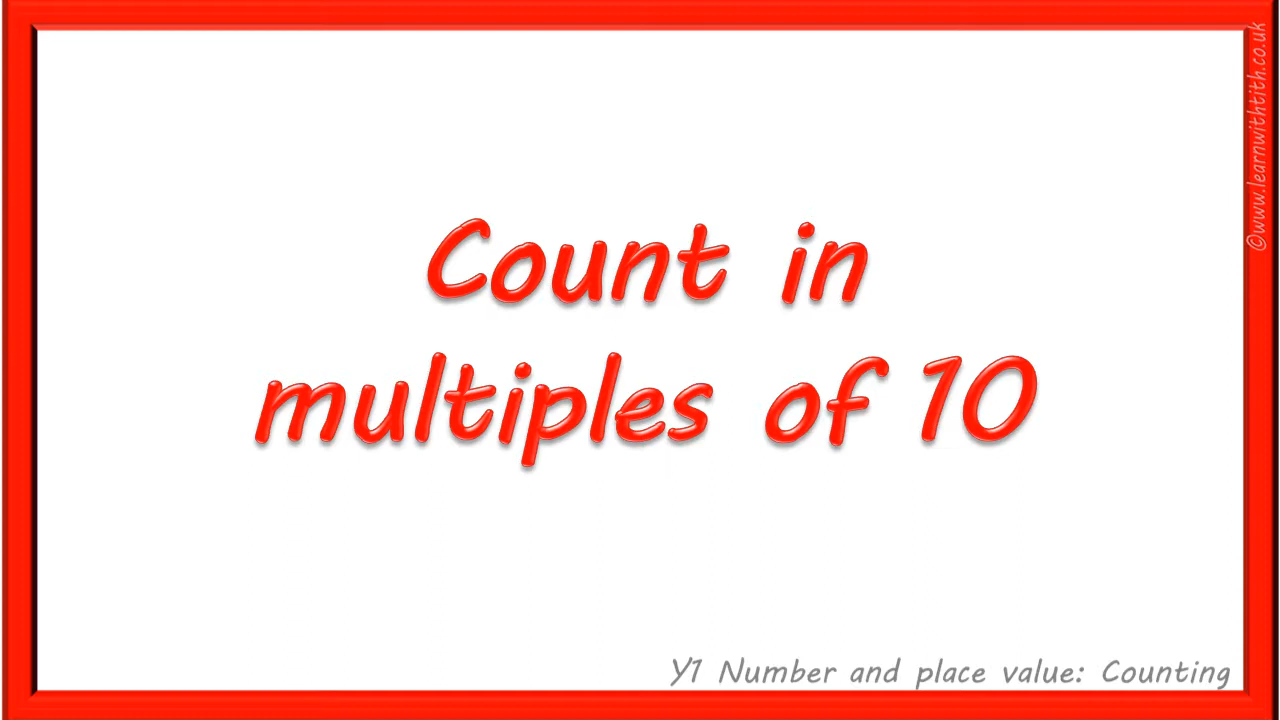 ©www.learnwithtith.co.uk
Count in
multiples of 10
Y1 Number and place value: Counting